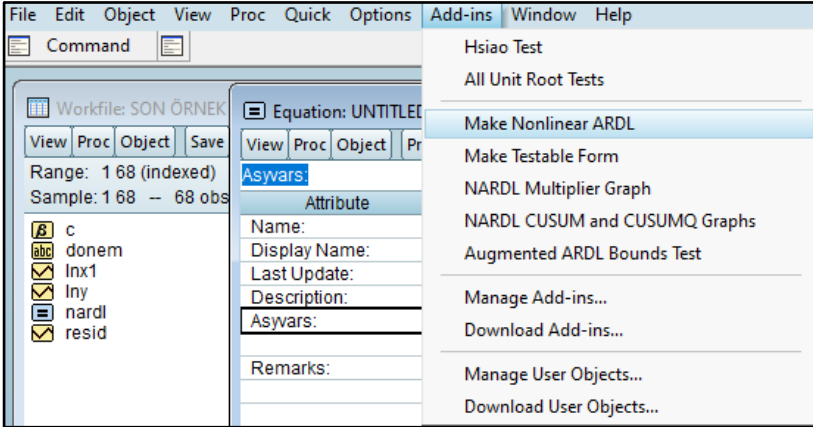 File Edit Object View Proc Quick Options Add-ins Window Help
Command
Hsiao Test
All Unit Root Tests
Make Nonlinear ARDL
Make Testable Form
NARDL Multiplier Graph
NARDL CUSUM and CUSUMQ Graphs
Augmented ARDL Bounds Test
Manage Add-ins...
Download Add-ins...
Manage User Objects...
Download User Objects...
Workfile: SON ÖRNEK
View Proc Object Save
Range: 1 68 (indexed)
Sample: 1 68 -- 68 obs
β c
abc donem
lnx1
lny
nardl
resid
Equation: UNTITLED
View Proc Object Pr
Asyvars:
Attribute
Name:
Display Name:
Last Update:
Description:
Asyvars:
Remarks: